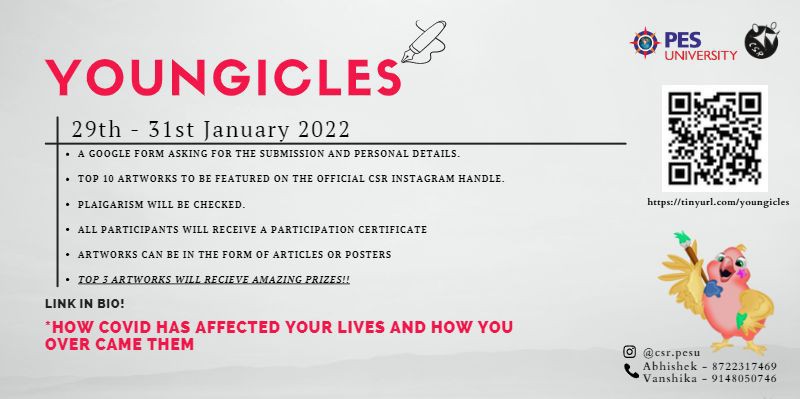 YOUNGICLES
PES
UNIVERSITY
C.S.R
29th - 31st January 2022
• A GOOGLE FORM ASKING FOR THE SUBMISSION AND PERSONAL DETAILS.
• TOP 10 ARTWORKS TO BE FEATURED ON THE OFFICIAL CSR INSTAGRAM HANDLE.
• PLAIGARISM WILL BE CHECKED.
• ALL PARTICIPANTS WILL RECEIVE A PARTICIPATION CERTIFICATE
• ARTWORKS CAN BE IN THE FORM OF ARTICLES OR POSTERS
• TOP 3 ARTWORKS WILL RECIEVE AMAZING PRIZES!!
https://tinyurl.com/youngicles
LINK IN BIO!
*HOW COVID HAS AFFECTED YOUR LIVES AND HOW YOU
OVER CAME THEM
@csr.pesu
Abhishek - 8722317469
Vanshika - 9148050746